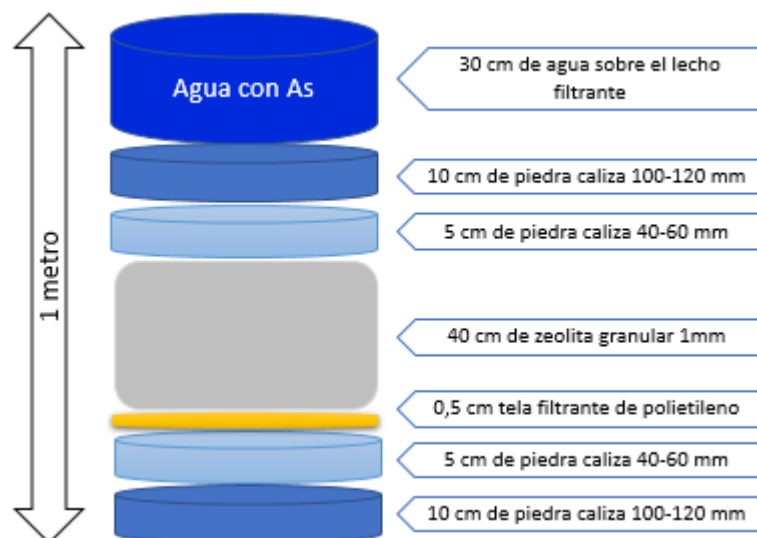 1 metro
Agua con As
30 cm de agua sobre el lecho
filtrante
10 cm de piedra caliza 100-120 mm
5 cm de piedra caliza 40-60 mm
40 cm de zeolita granular 1mm
0,5 cm tela filtrante de polietileno
5 cm de piedra caliza 40-60 mm
10 cm de piedra caliza 100-120 mm